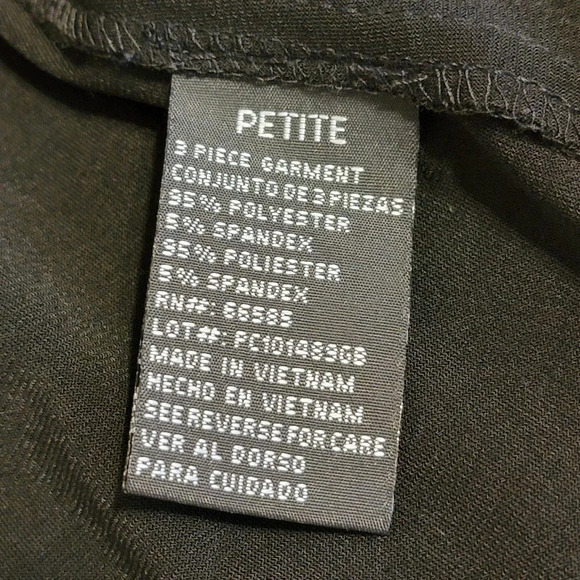 PETITE
3 PIECE GARMENT
CONJUNTO DE 3 PIEZAS
95% POLYESTER
5% SPANDEX
95% POLIESTER
5% SPANDEX
RN#: 66585
LOT#: PC101489GB
MADE IN VIETNAM
HECHO EN VIETNAM
SEE REVERSE FOR CARE
VER AL DORSO
PARA CUIDADO